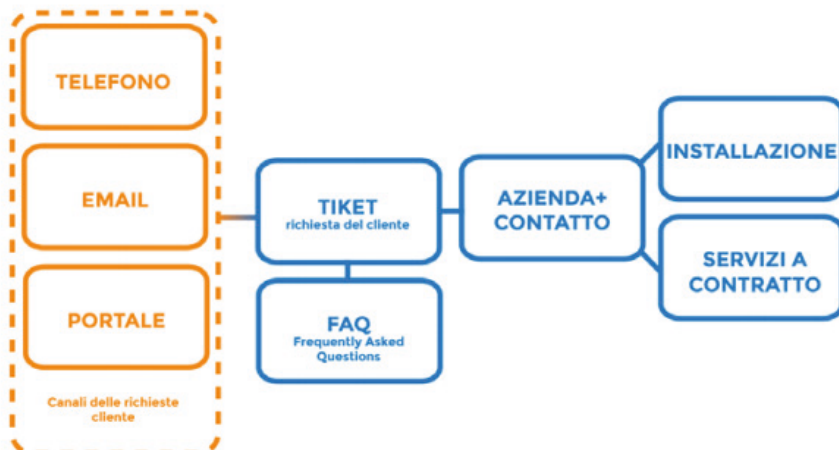 TELEFONO
EMAIL
PORTALE
Canali delle richieste
cliente
TIKET
richiesta del cliente
FAQ
Frequently Asked
Questions
AZIENDA+
CONTATTO
INSTALLAZIONE
SERVIZI A
CONTRATTO